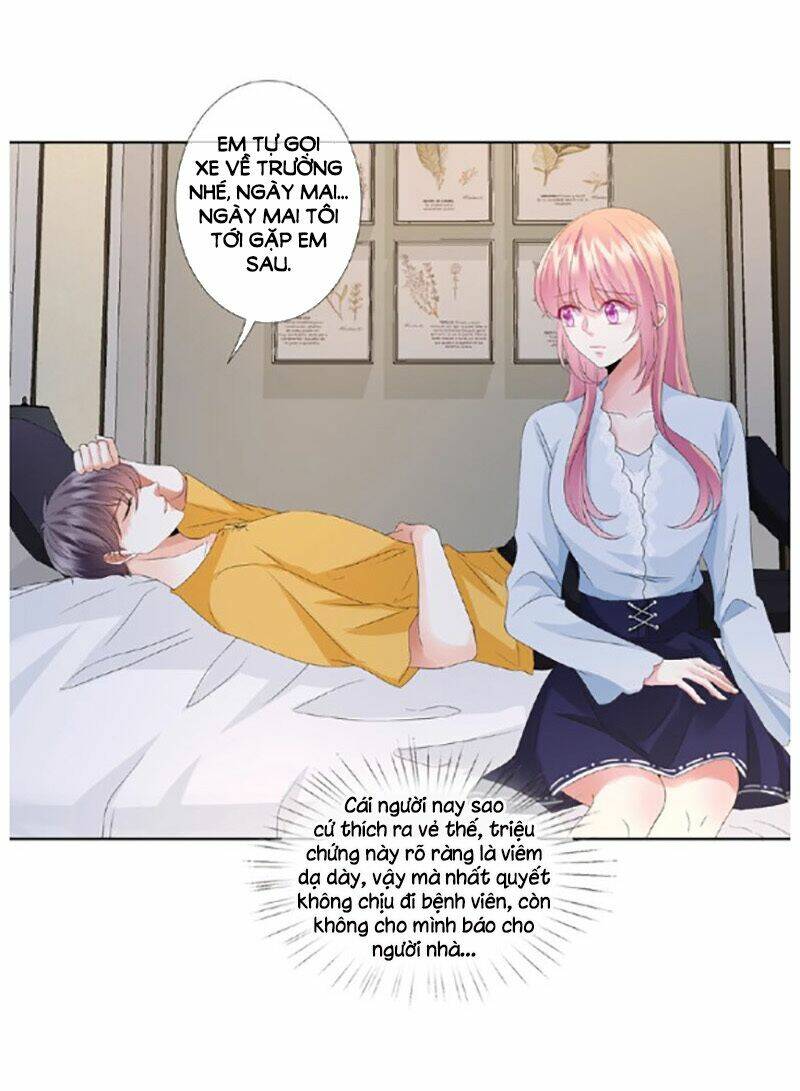 EM TỰ GỌI
XE VỀ TRƯỜNG
NHÉ, NGÀY MAI...
NGÀY MAI TÔI
TỚI GẶP EM
SAU.
Cái người nay sao
cứ thích ra vẻ thế, triệu
chứng này rõ ràng là viêm
dạ dày, vậy mà nhất quyết
không chịu đi bệnh viên, còn
không cho mình báo cho
người nhà...